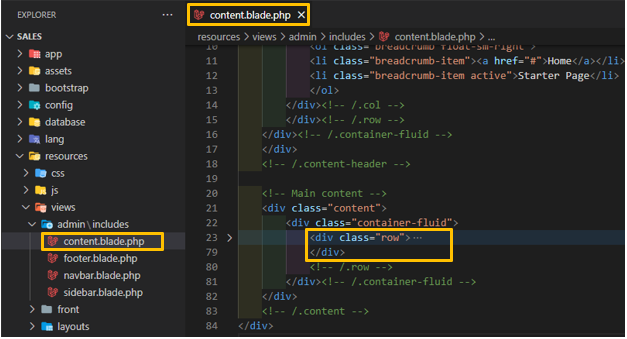 EXPLORER
SALES
app
assets
bootstrap
config
database
lang
resources
css
js
views
admin\includes
content.blade.php
footer.blade.php
navbar.blade.php
sidebar.blade.php
front
layouts
content.blade.php
resources > views > admin > includes > content.blade.php > ...
10 <ol class="breadcrumb float-sm-right">
11 <li class="breadcrumb-item"><a href="#">Home</a></li>
12 <li class="breadcrumb-item active">Starter Page</li>
13 </ol>
14 </div><!-- /.col -->
15 </div><!-- /.row -->
16 </div><!-- /.container-fluid -->
17 </div>
18 <!-- /.content-header -->
19
20 <!-- Main content -->
21 <div class="content">
22 <div class="container-fluid">
23 <div class="row"> ...
79 </div>
80 <!-- /.row -->
81 </div><!-- /.container-fluid -->
82 </div>
83 <!-- /.content -->
84 </div>